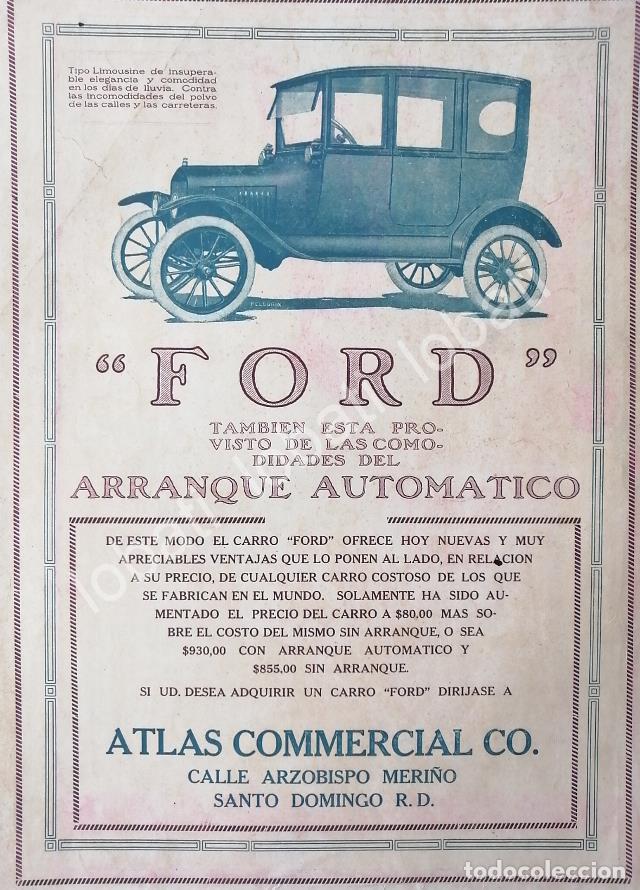 Tipo Limousine de insupera-
ble elegancia y comodidad
en los dias de lluvia. Contra
las incomodidades del polvo
de las calles y las carreteras.
PELEGRIN
"FORD"
TAMBIEN ESTA PRO-
VISTO DE LAS COMO-
DIDADES DEL
ARRANQUE AUTOMATICO
DE ESTE MODO EL CARRO "FORD" OFRECE HOY NUEVAS Y MUY
APRECIABLES VENTAJAS QUE LO PONEN AL LADO, EN RELACION
A SU PRECIO, DE CUALQUIER CARRO COSTOSO DE LOS QUE
SE FABRICAN EN EL MUNDO. SOLAMENTE HA SIDO AU-
MENTADO EL PRECIO DEL CARRO A $80.00 MAS SO-
BRE EL COSTO DEL MISMO SIN ARRANQUE, O SEA
$930,00 CON ARRANQUE AUTOMATICO Y
$855,00 SIN ARRANQUE.
SI UD. DESEA ADQUIRIR UN CARRO "FORD" DIRIJASE A
ATLAS COMMERCIAL CO.
CALLE ARZOBISPO MERIÑO
SANTO DOMINGO R. D.
todocoleccion